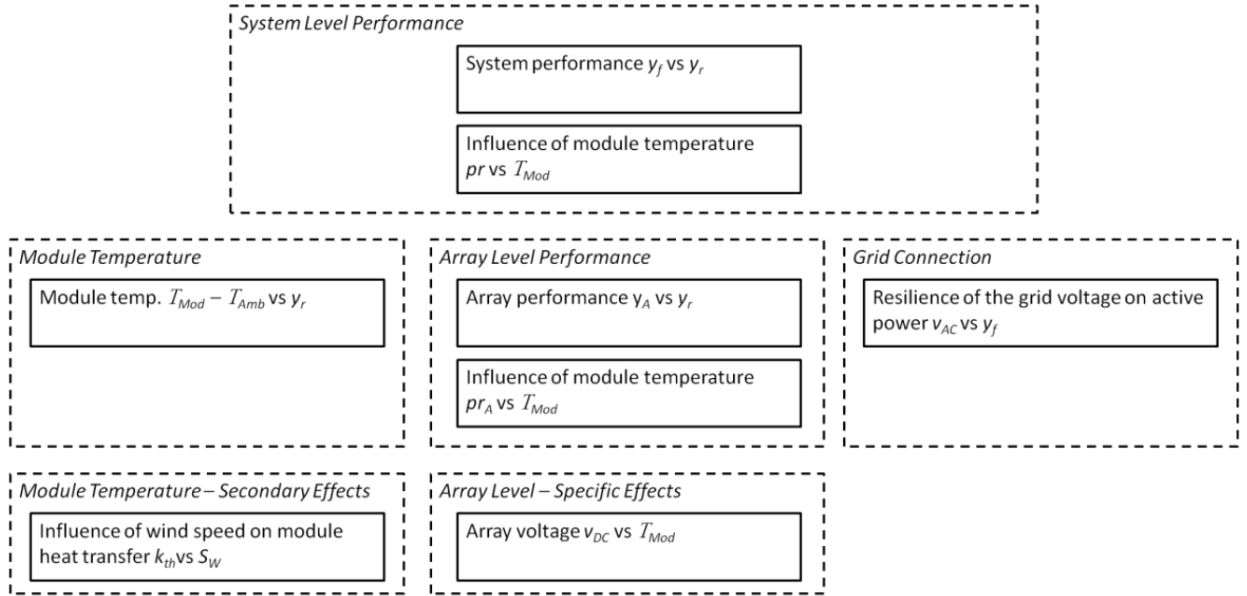 System Level Performance
System performance y_f vs y_r
Influence of module temperature
pr vs T_Mod
Module Temperature
Module temp. T_Mod – T_Amb vs y_r
Array Level Performance
Array performance y_A vs y_r
Influence of module temperature
pr_A vs T_Mod
Grid Connection
Resilience of the grid voltage on active
power v_AC vs y_f
Module Temperature – Secondary Effects
Influence of wind speed on module
heat transfer k_th vs S_W
Array Level – Specific Effects
Array voltage v_DC vs T_Mod